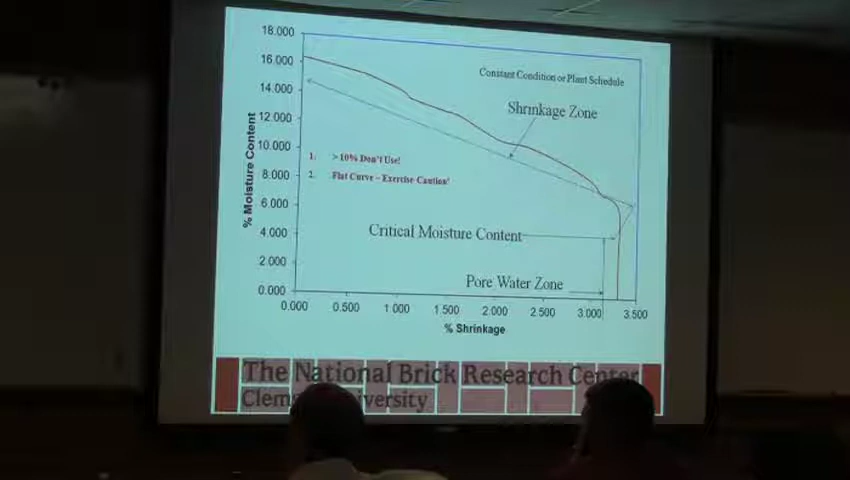 18.000
16.000
14.000
12.000
10.000
8.000
6.000
4.000
2.000
0.000
% Moisture Content
Constant Condition or Plant Schedule
Shrinkage Zone
1. > 10% Don't Use!
2. Flat Curve – Exercise Caution!
Critical Moisture Content
Pore Water Zone
0.000 0.500 1.000 1.500 2.000 2.500 3.000 3.500
% Shrinkage
The National Brick Research Center
Clemson University